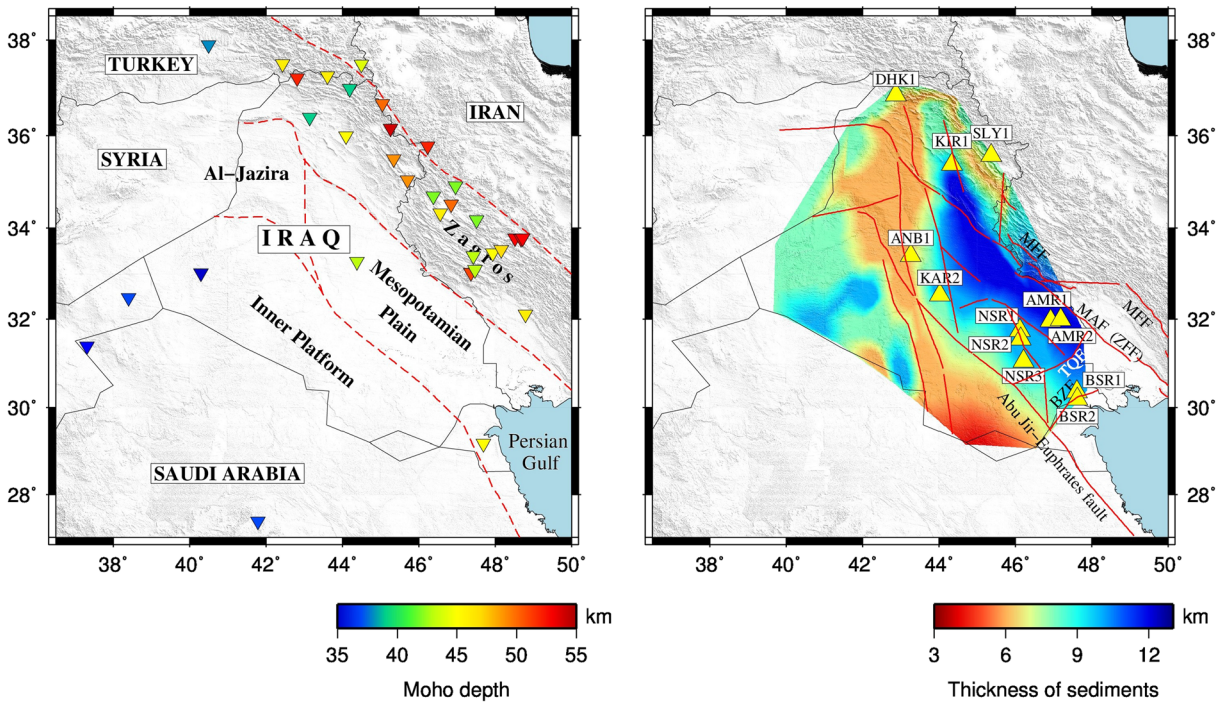 38˚
36˚
34˚
32˚
30˚
28˚
TURKEY
IRAN
SYRIA
Al–Jazira
I R A Q
Zagros
Mesopotamian
Plain
Inner Platform
Persian
Gulf
SAUDI ARABIA
38˚
40˚
42˚
44˚
46˚
48˚
50˚
km
35
40
45
50
55
Moho depth
DHK1
SLY1
KIR1
ANB1
KAR2
MFF
AMR1
MFF
NSR1
MAF (ZFF)
AMR2
NSR2
TQF
NSR3
BSR1
BZF
BSR2
Abu Jir–Euphrates fault
38˚
36˚
34˚
32˚
30˚
28˚
38˚
40˚
42˚
44˚
46˚
48˚
50˚
km
3
6
9
12
Thickness of sediments